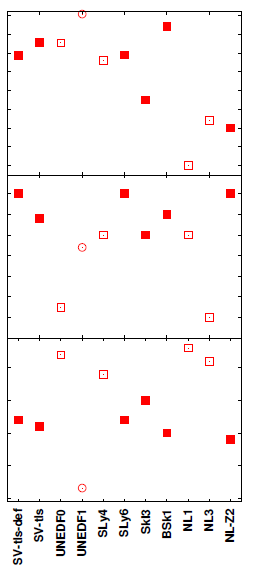 SV-tls-def
SV-tls
UNEDF0
UNEDF1
SLy4
SLy6
SkI3
BSk1
NL1
NL3
NL-Z2